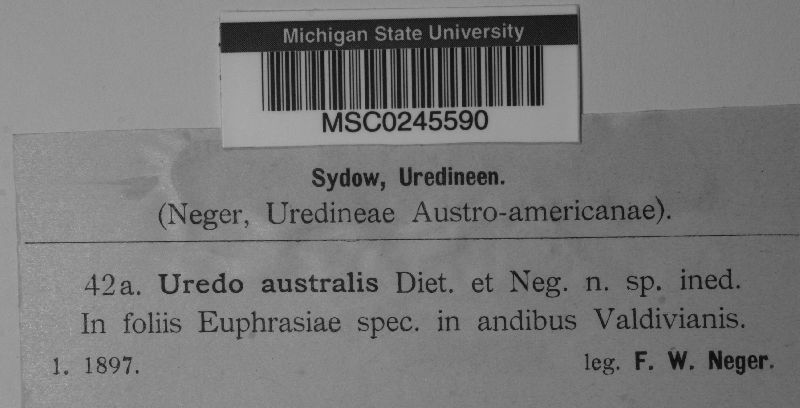 Michigan State University
MSC0245590
Sydow, Uredineen.
(Neger, Uredineae Austro-americanae).
42a. Uredo australis Diet. et Neg. n. sp. ined.
In foliis Euphrasiae spec. in andibus Valdivianis.
1. 1897. leg. F. W. Neger.